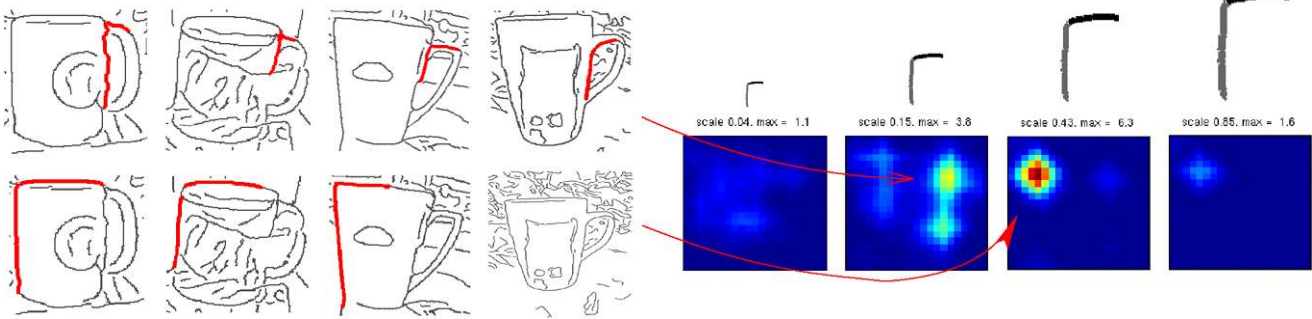 scale 0.04. max = 1.1
scale 0.15. max = 3.8
scale 0.43. max = 6.3
scale 0.85. max = 1.6